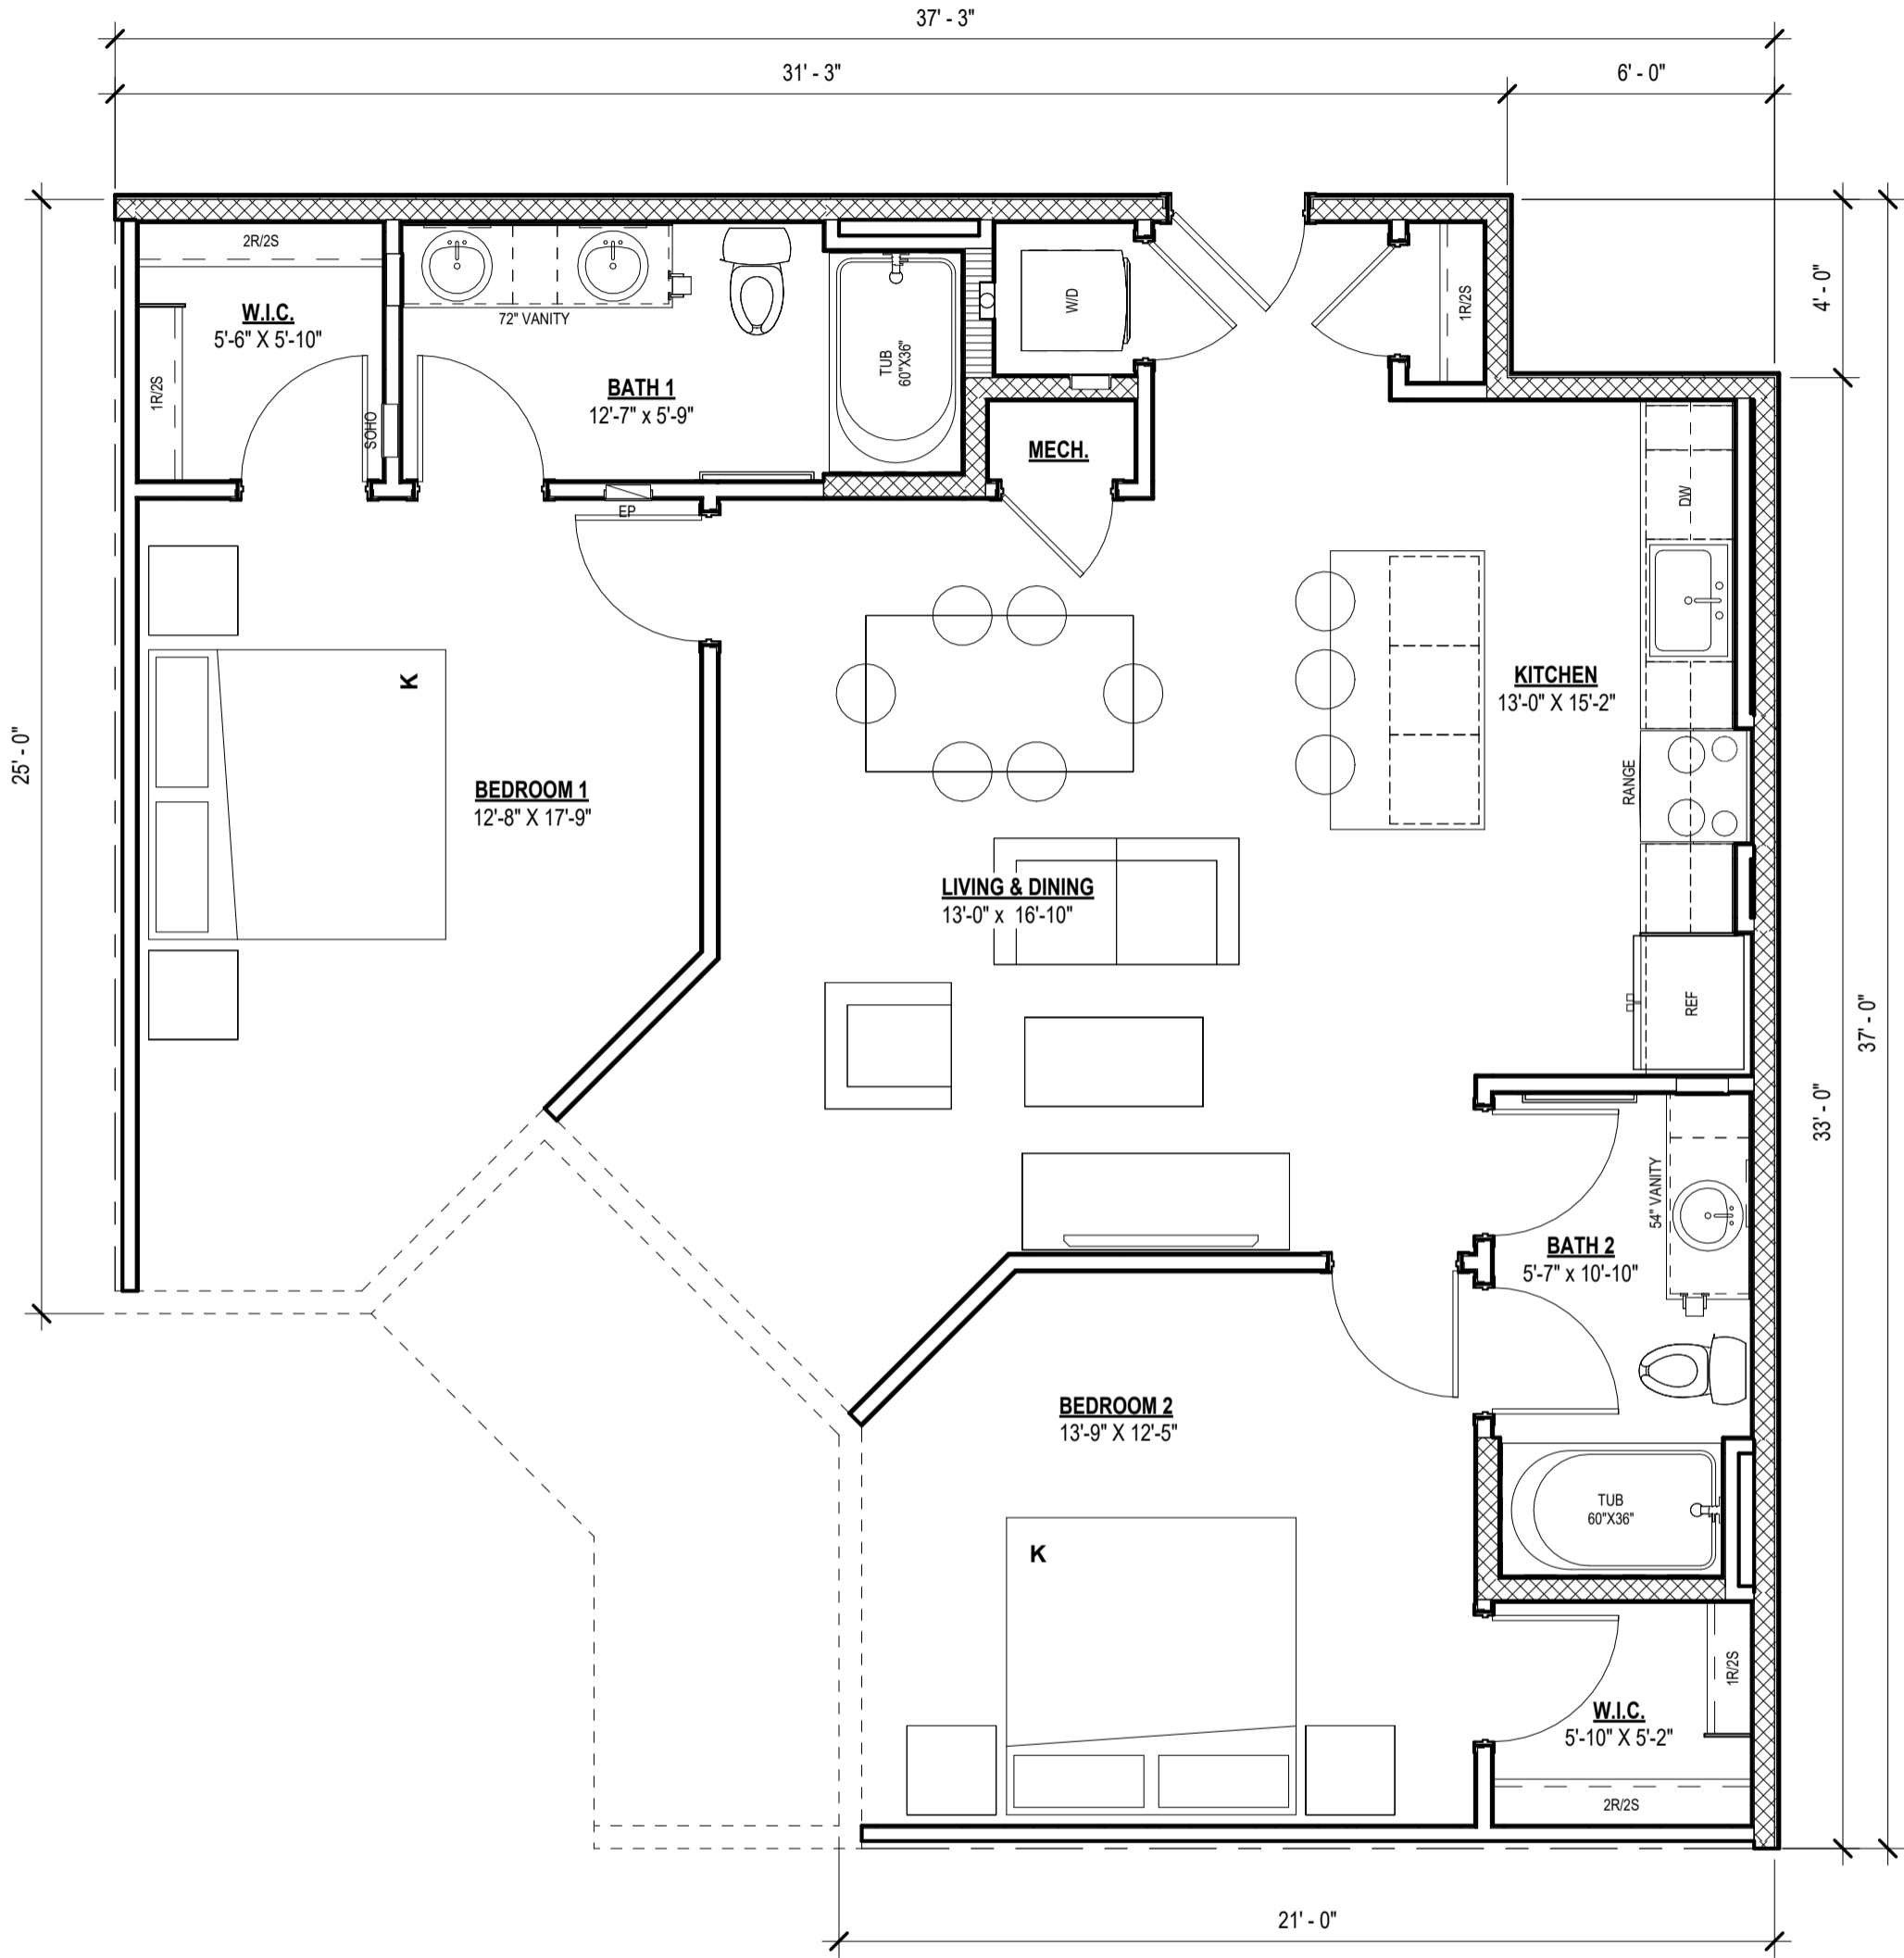 37' - 3"
31' - 3"
6' - 0"
4' - 0"
25' - 0"
37' - 0"
33' - 0"
21' - 0"
2R/2S
W.I.C.
5'-6" X 5'-10"
1R/2S
SOHO
72" VANITY
BATH 1
12'-7" x 5'-9"
TUB
60"X36"
W/D
1R/2S
MECH.
EP
DW
K
KITCHEN
13'-0" X 15'-2"
RANGE
BEDROOM 1
12'-8" X 17'-9"
LIVING & DINING
13'-0" x 16'-10"
REF
54" VANITY
BATH 2
5'-7" x 10'-10"
BEDROOM 2
13'-9" X 12'-5"
TUB
60"X36"
K
1R/2S
W.I.C.
5'-10" X 5'-2"
2R/2S